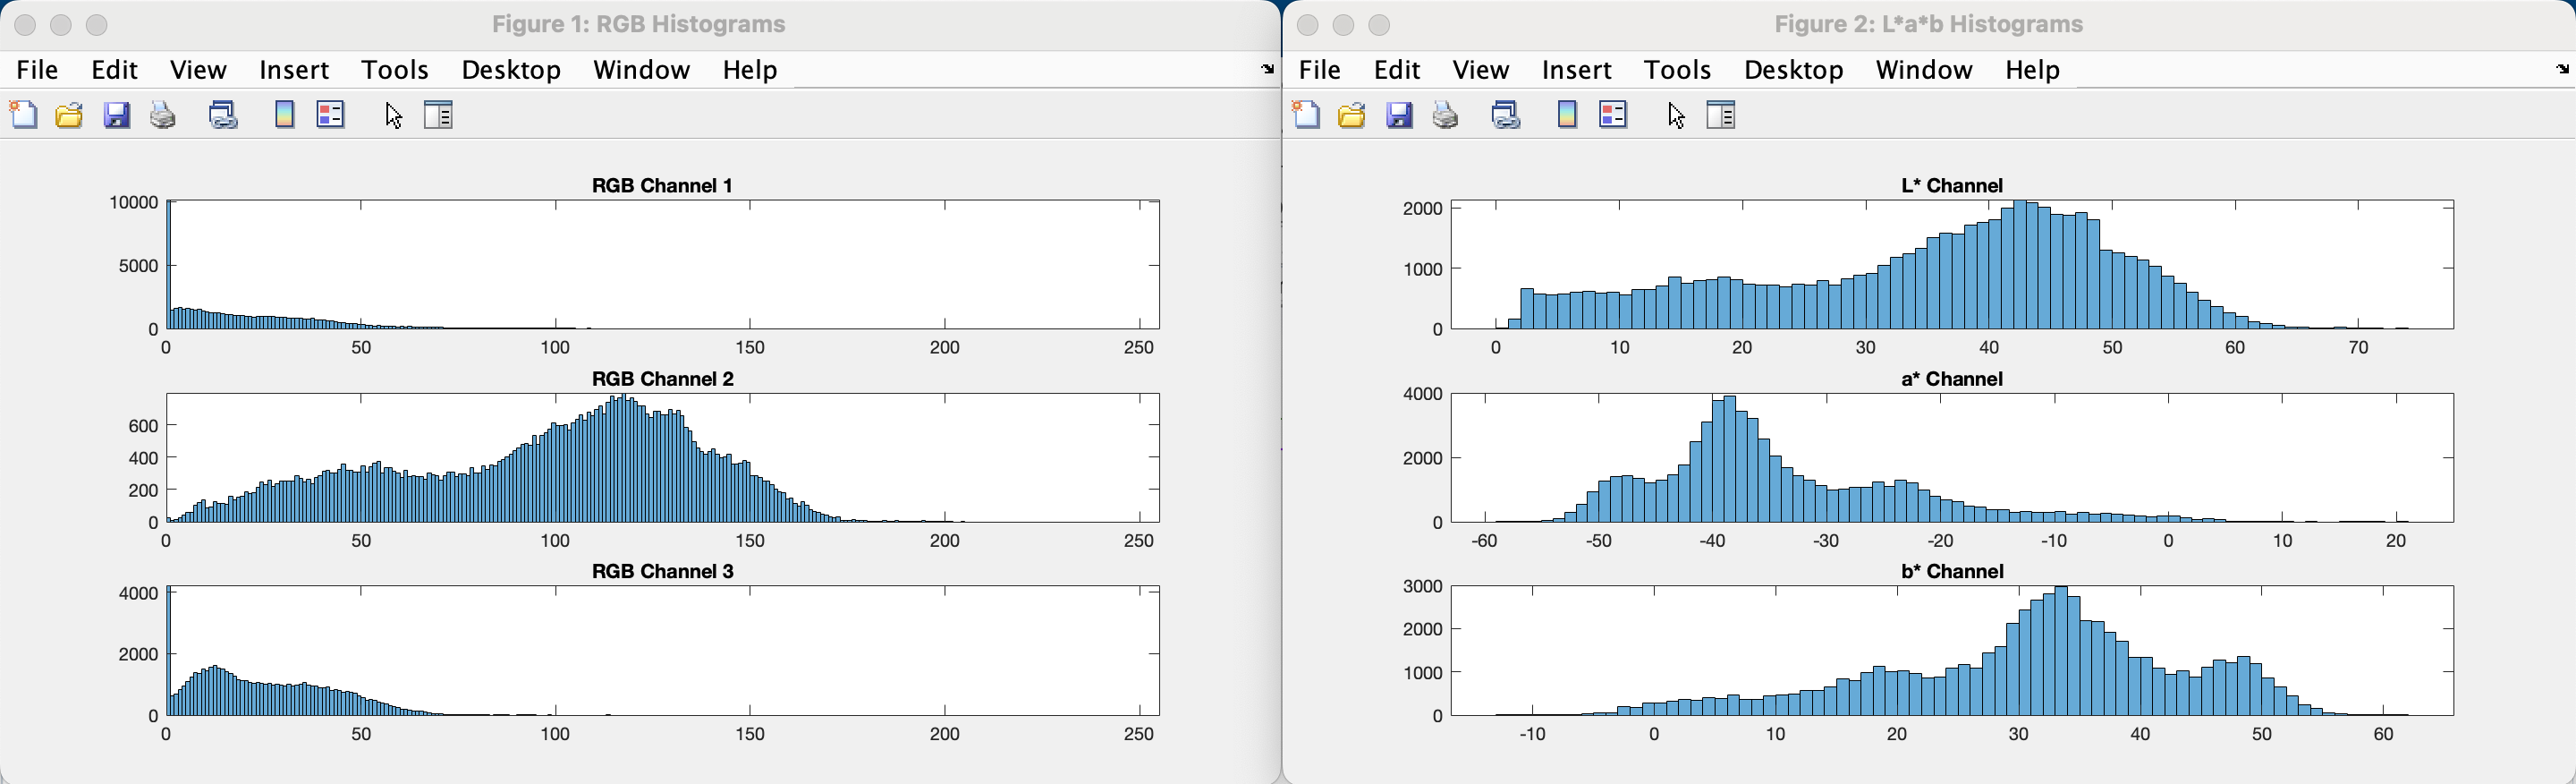 Figure 1: RGB Histograms
File Edit View Insert Tools Desktop Window Help
RGB Channel 1
10000
5000
0
0 50 100 150 200 250
RGB Channel 2
600
400
200
0
0 50 100 150 200 250
RGB Channel 3
4000
2000
0
0 50 100 150 200 250
Figure 2: L*a*b Histograms
File Edit View Insert Tools Desktop Window Help
L* Channel
2000
1000
0
0 10 20 30 40 50 60 70
a* Channel
4000
2000
0
-60 -50 -40 -30 -20 -10 0 10 20
b* Channel
3000
2000
1000
0
-10 0 10 20 30 40 50 60